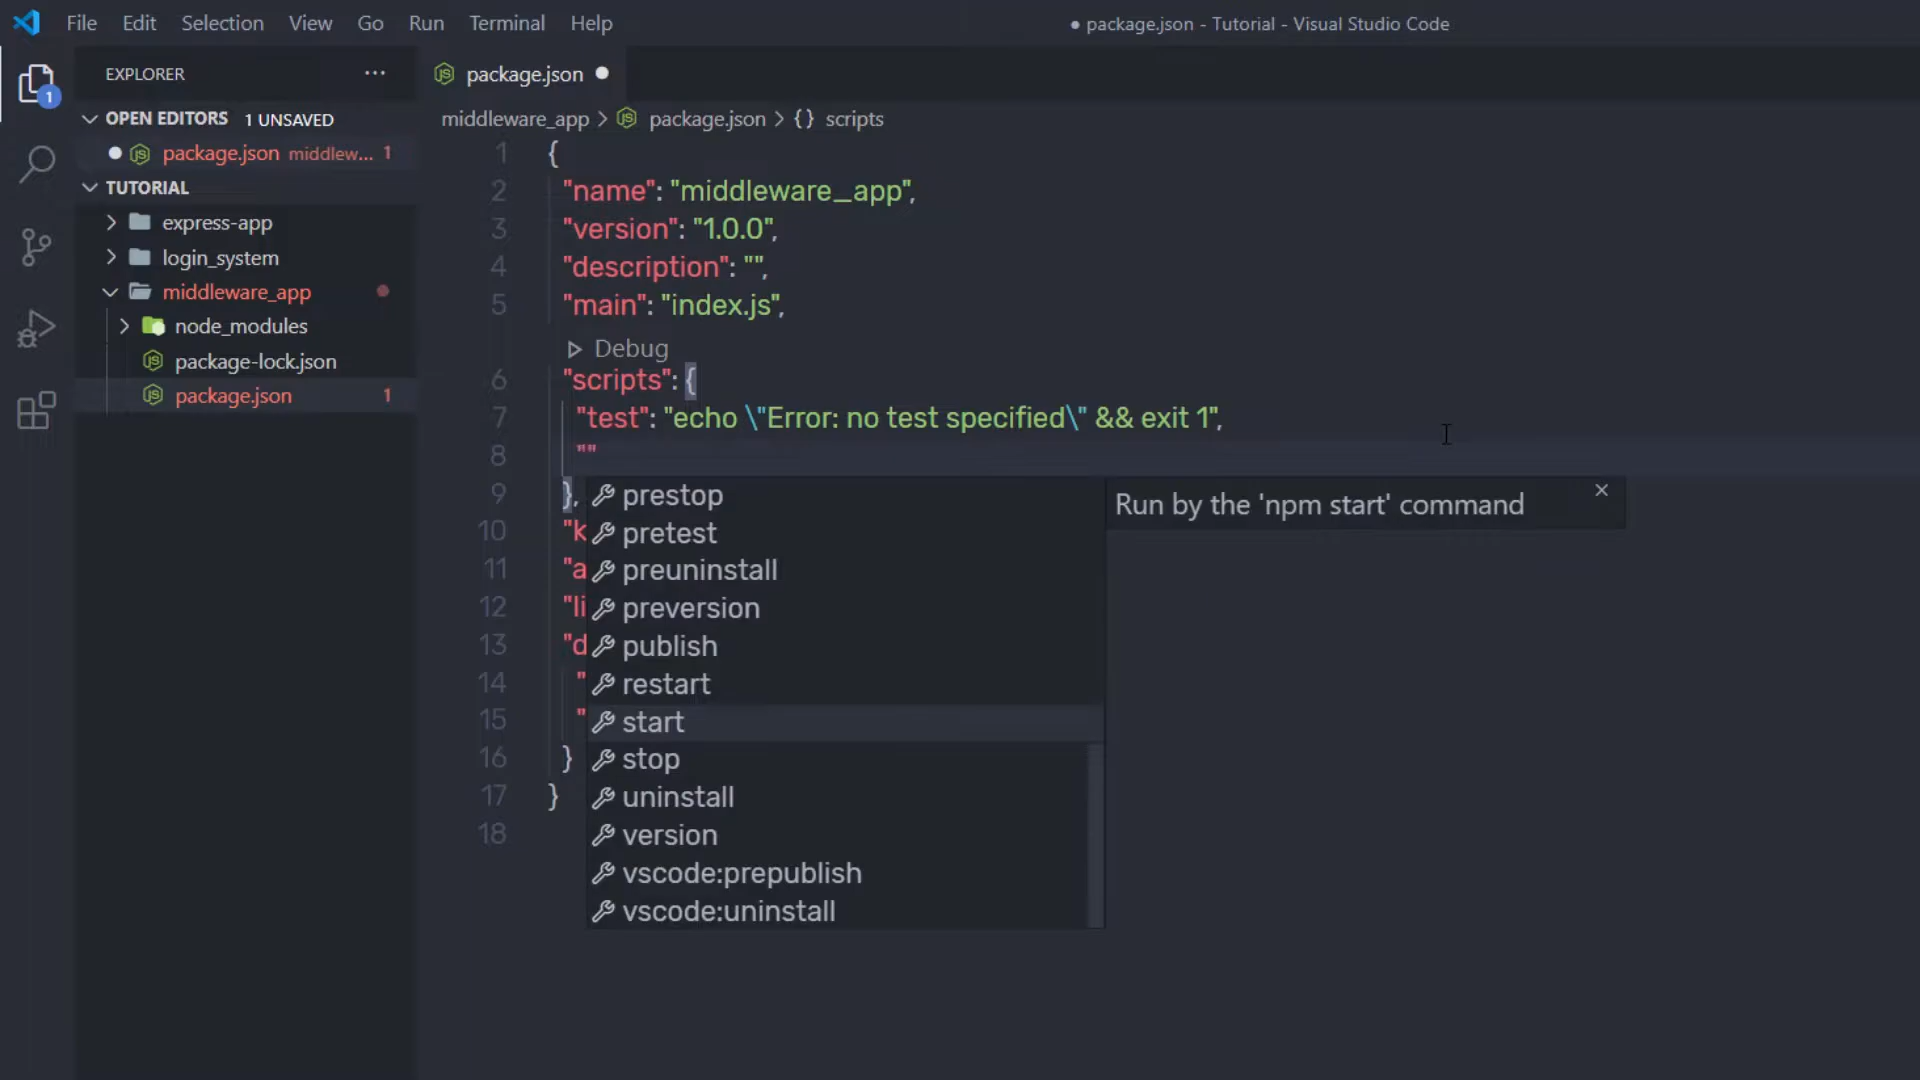 File Edit Selection View Go Run Terminal Help
● package.json - Tutorial - Visual Studio Code
1
EXPLORER ···
OPEN EDITORS 1 UNSAVED
package.json middlew... 1
TUTORIAL
express-app
login_system
middleware_app
node_modules
package-lock.json
package.json 1
package.json
middleware_app > package.json > {} scripts
1 {
2 "name": "middleware_app",
3 "version": "1.0.0",
4 "description": "",
5 "main": "index.js",
Debug
6 "scripts": {
7 "test": "echo \"Error: no test specified\" && exit 1",
8 ""
9 },
10 "k
11 "a
12 "li
13 "d
14 "
15 "
16 }
17 }
18
prestop
pretest
preuninstall
preversion
publish
restart
start
stop
uninstall
version
vscode:prepublish
vscode:uninstall
Run by the 'npm start' command